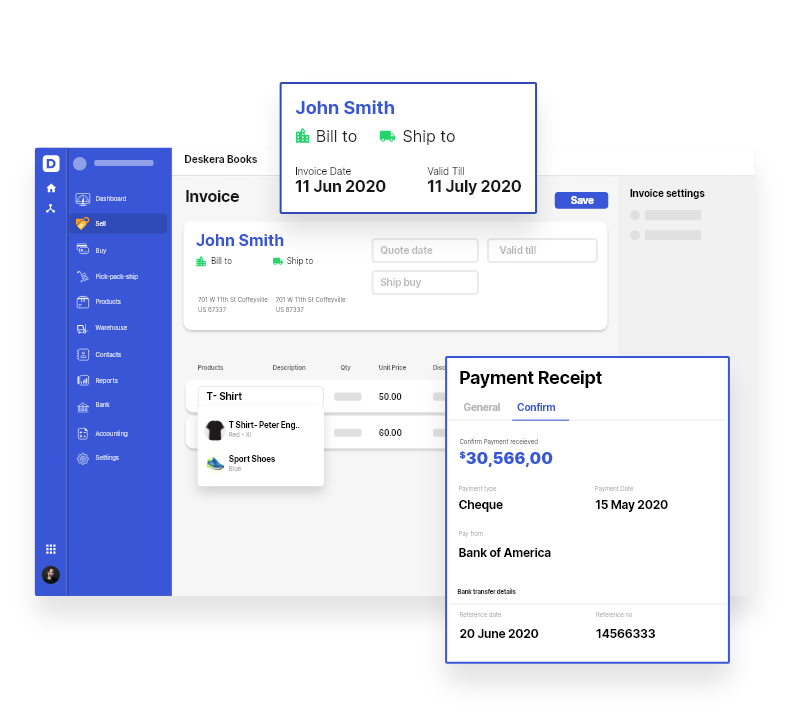 John Smith
Bill to
Ship to
Invoice Date
Valid Till
11 Jun 2020
11 July 2020
D
Deskera Books
Dashboard
Sell
Buy
Pick-pack-ship
Products
Warehouse
Contacts
Reports
Bank
Accounting
Settings
Invoice
Save
Invoice settings
John Smith
Bill to
Ship to
701 W 11th St Coffeyville
US 67337
701 W 11th St Coffeyville
US 67337
Quote date
Valid till
Ship buy
Products
Description
Qty
Unit Price
T- Shirt
50.00
60.00
T Shirt- Peter Eng..
Red - Xl
Sport Shoes
Blue
Payment Receipt
General
Confirm
Confirm Payment receieved
$30,566,00
Payment type
Payment Date
Cheque
15 May 2020
Pay from
Bank of America
Bank transfer details
Reference date
Reference no
20 June 2020
14566333